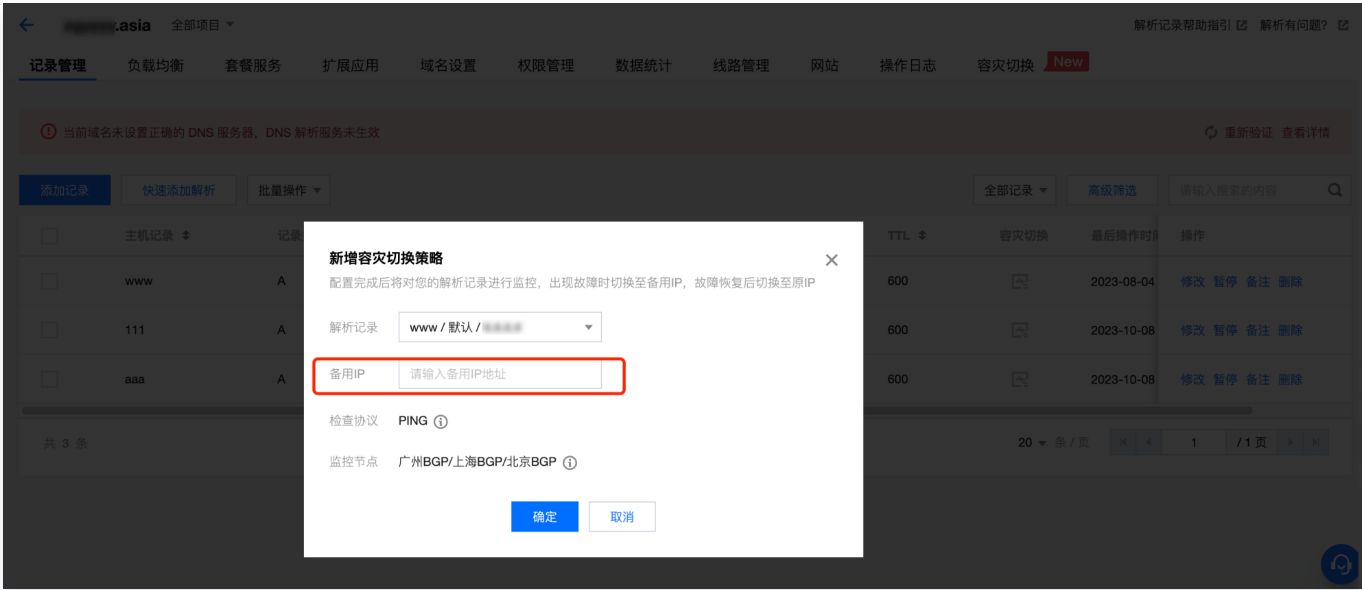 .asia 全部项目 解析记录帮助指引 解析有问题?
记录管理 负载均衡 套餐服务 扩展应用 域名设置 权限管理 数据统计 线路管理 网站 操作日志 容灾切换 New
当前域名未设置正确的 DNS 服务器，DNS 解析服务未生效 重新验证 查看详情
添加记录 快速添加解析 批量操作 全部记录 高级筛选 请输入搜索的内容
主机记录 记录 TTL 容灾切换 最后操作时间 操作
www A 600 2023-08-04 修改 暂停 备注 删除
111 A 600 2023-10-08 修改 暂停 备注 删除
aaa A 600 2023-10-08 修改 暂停 备注 删除
共 3 条 20 条 / 页 1 / 1 页
新增容灾切换策略
配置完成后将对您的解析记录进行监控，出现故障时切换至备用IP，故障恢复后切换至原IP
解析记录 www / 默认 /
备用IP 请输入备用IP地址
检查协议 PING
监控节点 广州BGP/上海BGP/北京BGP
确定 取消